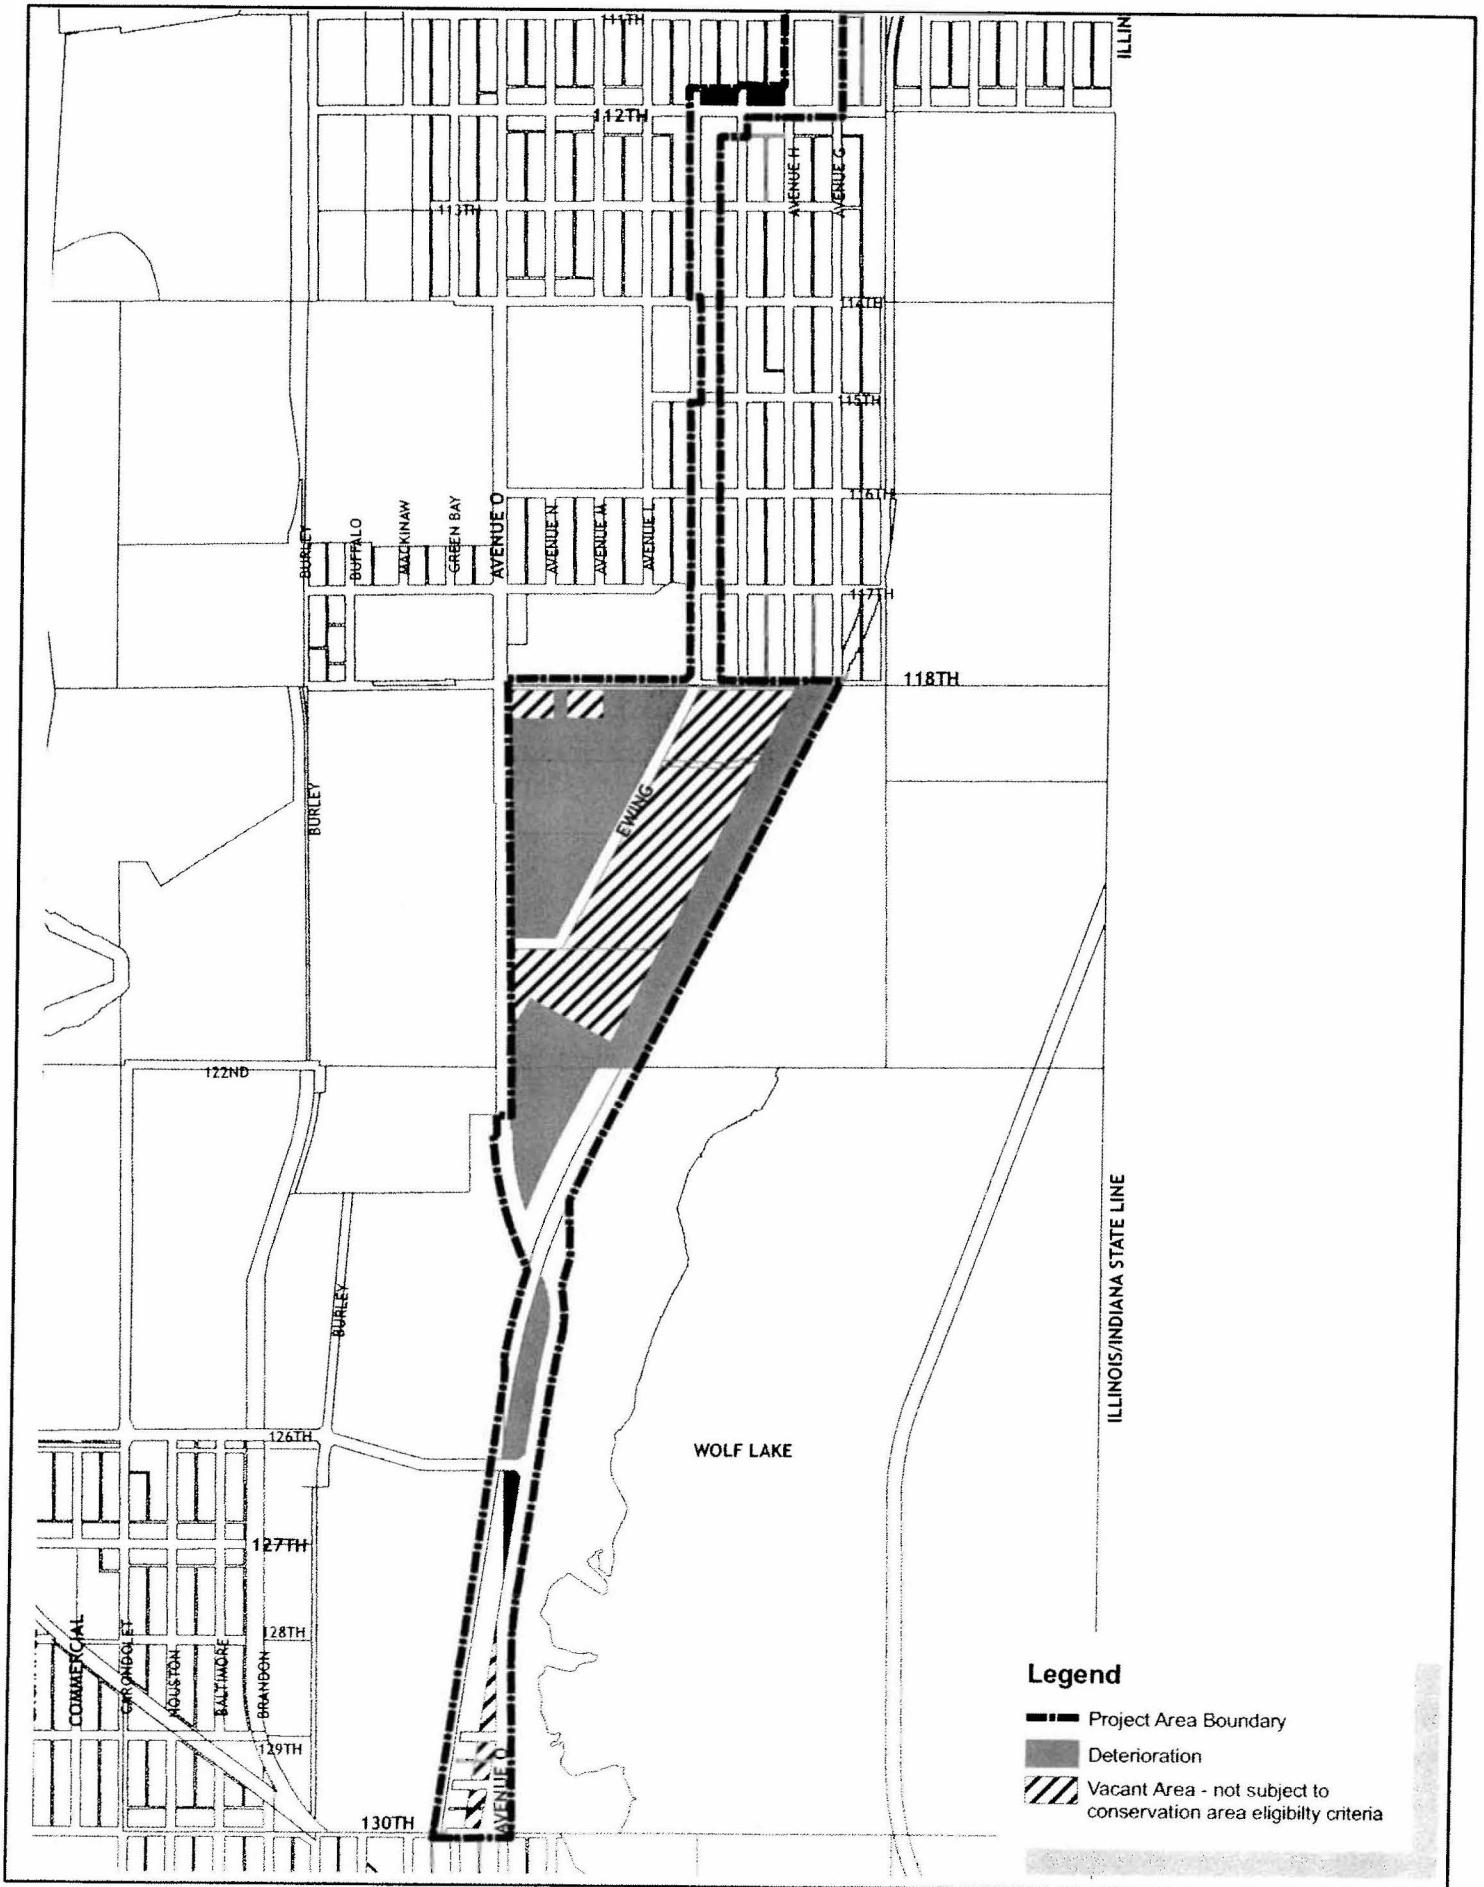 111TH
ILLIN
112TH
AVENUE H
AVENUE G
113TH
114TH
115TH
116TH
BURLEY
BUFFALO
MACKINAW
GREEN BAY
AVENUE O
AVENUE N
AVENUE M
AVENUE L
117TH
118TH
BURLEY
EWING
122ND
ILLINOIS/INDIANA STATE LINE
BURLEY
126TH
WOLF LAKE
127TH
128TH
COMMERCIAL
CARONDOLET
HOUSTON
BALTIMORE
BRANDON
129TH
AVENUE O
130TH
Legend
Project Area Boundary
Deterioration
Vacant Area - not subject to
conservation area eligibilty criteria